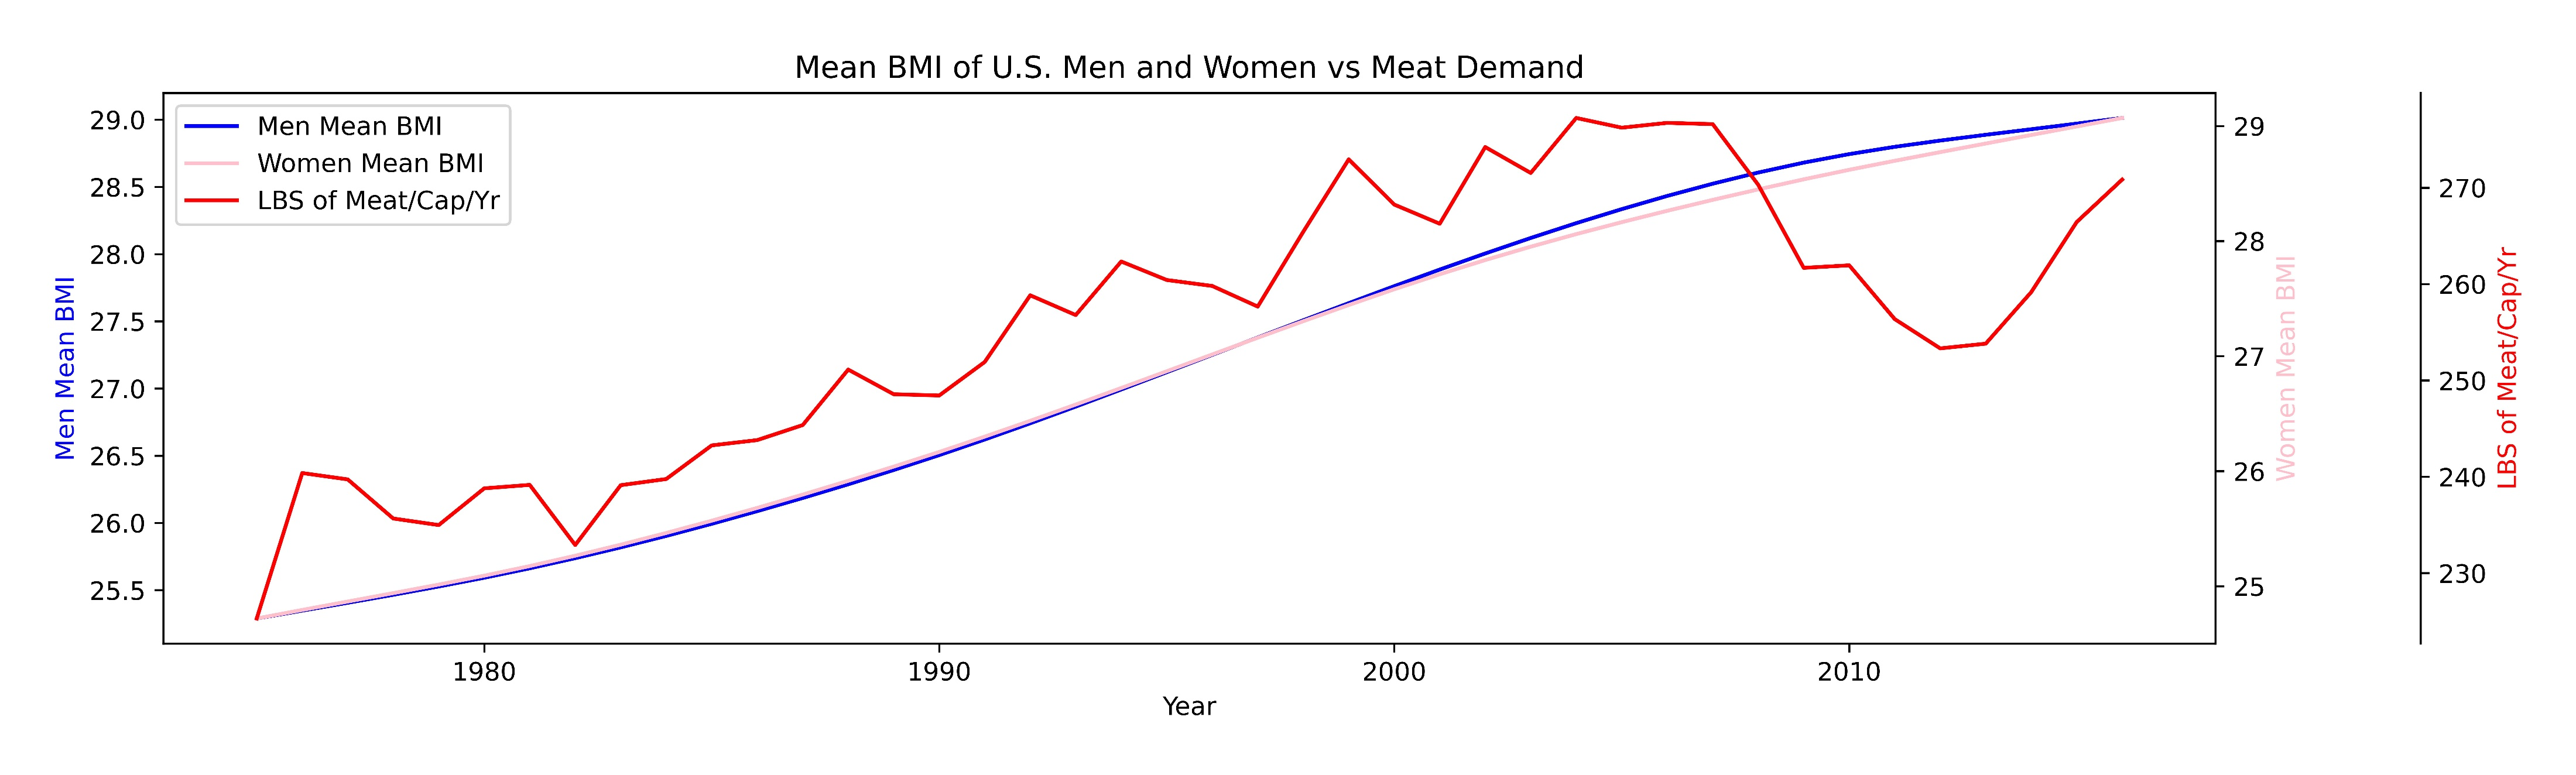 Mean BMI of U.S. Men and Women vs Meat Demand
Men Mean BMI
Women Mean BMI
LBS of Meat/Cap/Yr
29.0
28.5
28.0
27.5
27.0
26.5
26.0
25.5
Men Mean BMI
1980
1990
2000
2010
Year
29
28
27
26
25
Women Mean BMI
270
260
250
240
230
LBS of Meat/Cap/Yr